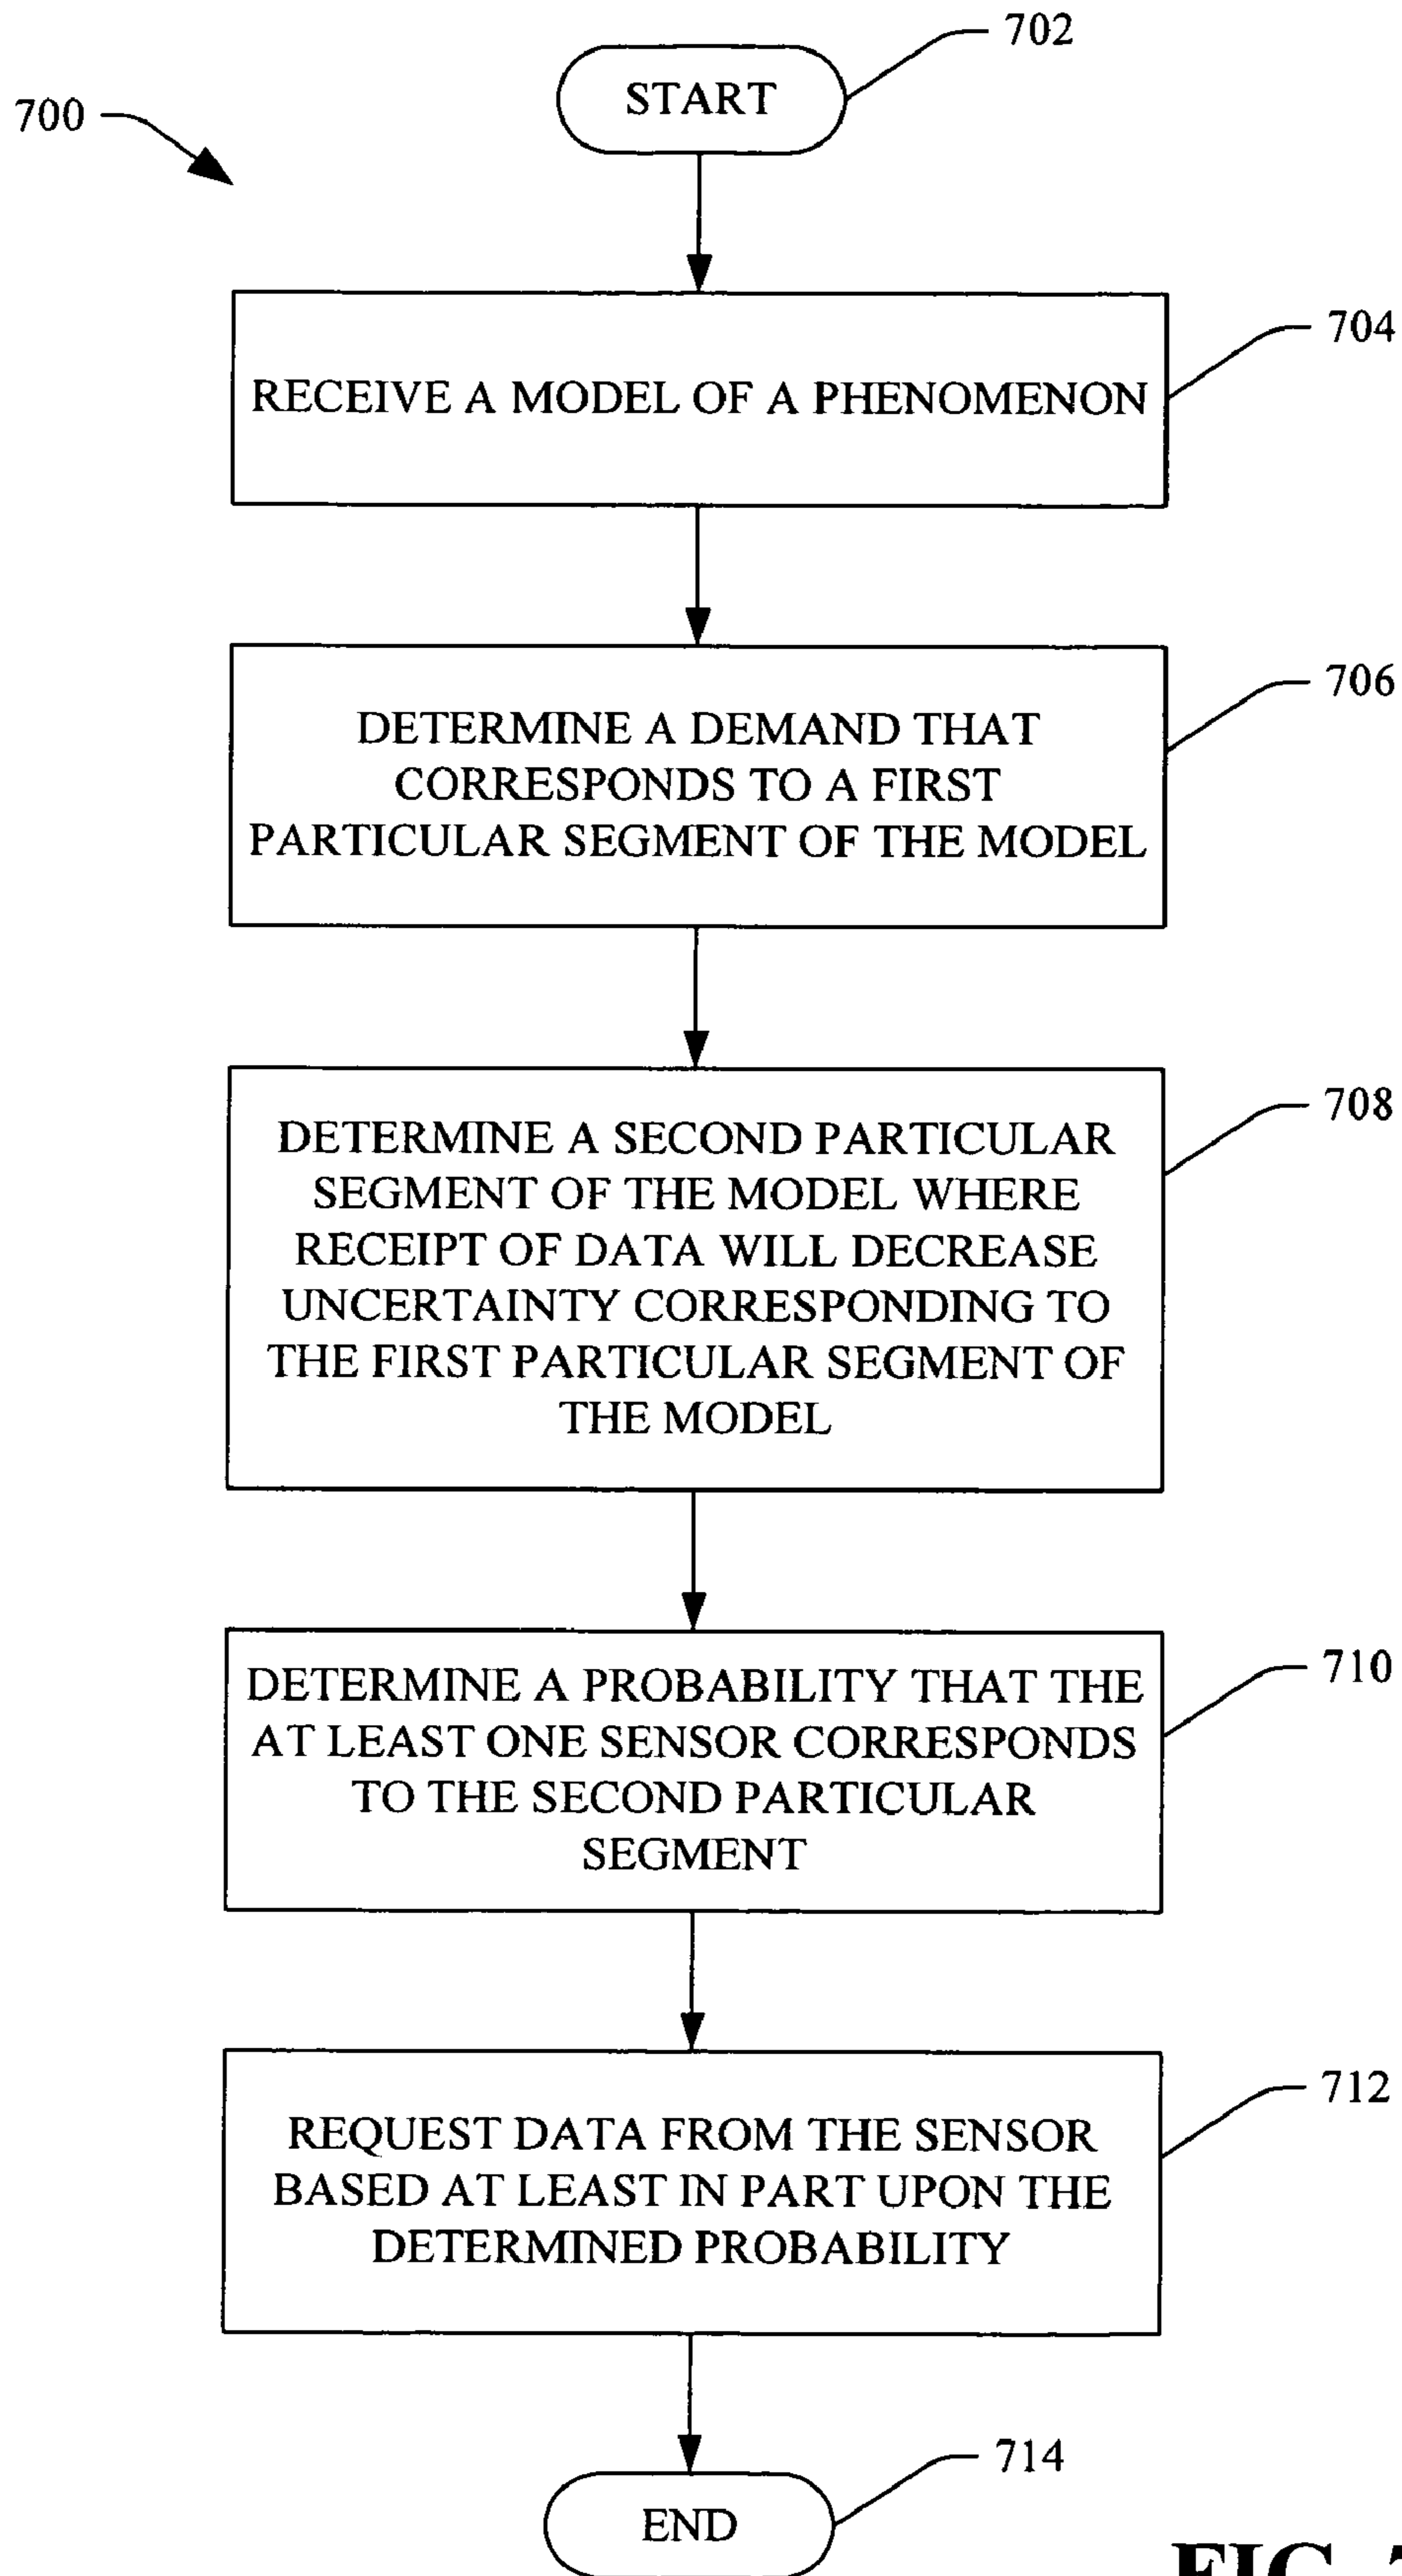 702
START
700
704
RECEIVE A MODEL OF A PHENOMENON
706
DETERMINE A DEMAND THAT
CORRESPONDS TO A FIRST
PARTICULAR SEGMENT OF THE MODEL
708
DETERMINE A SECOND PARTICULAR
SEGMENT OF THE MODEL WHERE
RECEIPT OF DATA WILL DECREASE
UNCERTAINTY CORRESPONDING TO
THE FIRST PARTICULAR SEGMENT OF
THE MODEL
710
DETERMINE A PROBABILITY THAT THE
AT LEAST ONE SENSOR CORRESPONDS
TO THE SECOND PARTICULAR
SEGMENT
712
REQUEST DATA FROM THE SENSOR
BASED AT LEAST IN PART UPON THE
DETERMINED PROBABILITY
714
END
FIG.